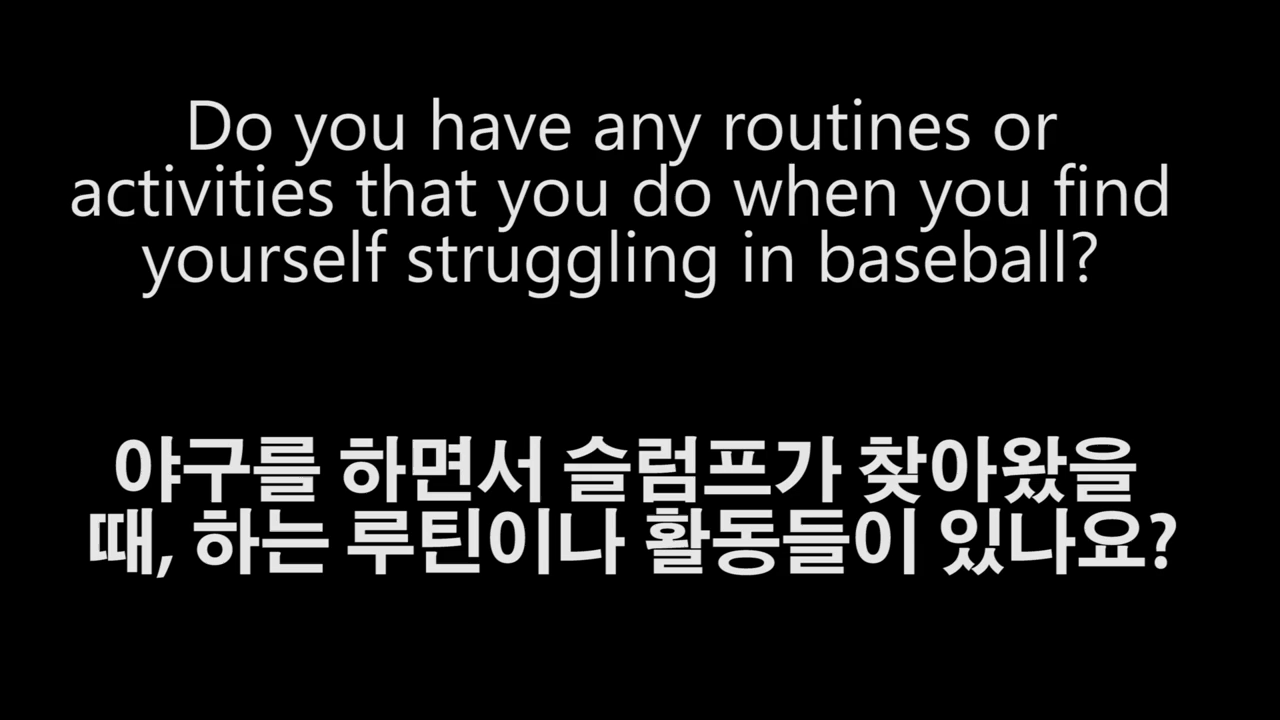 Do you have any routines or
activities that you do when you find
yourself struggling in baseball?
야구를 하면서 슬럼프가 찾아왔을
때, 하는 루틴이나 활동들이 있나요?